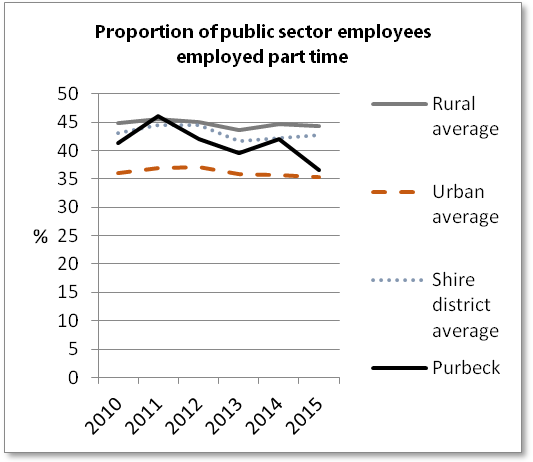 Proportion of public sector employees
employed part time
50
45
40
35
30
25
20
15
10
5
0
%
2010
2011
2012
2013
2014
2015
Rural
average
Urban
average
Shire
district
average
Purbeck